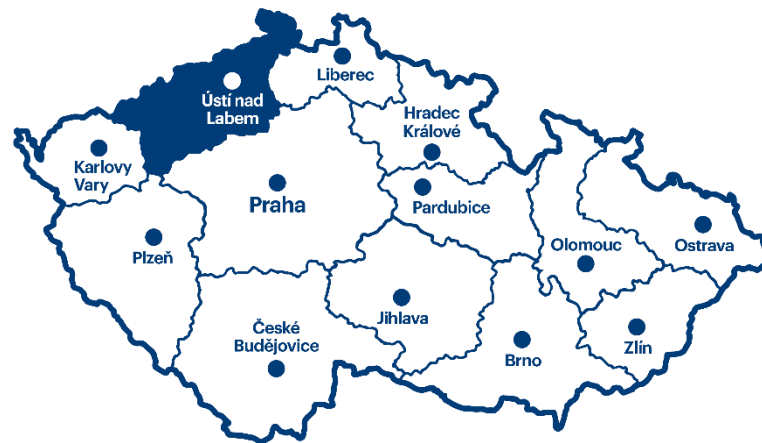 Liberec
Ústí nad
Labem
Hradec
Králové
Karlovy
Vary
Praha
Pardubice
Plzeň
Olomouc
Ostrava
České
Budějovice
Jihlava
Brno
Zlín